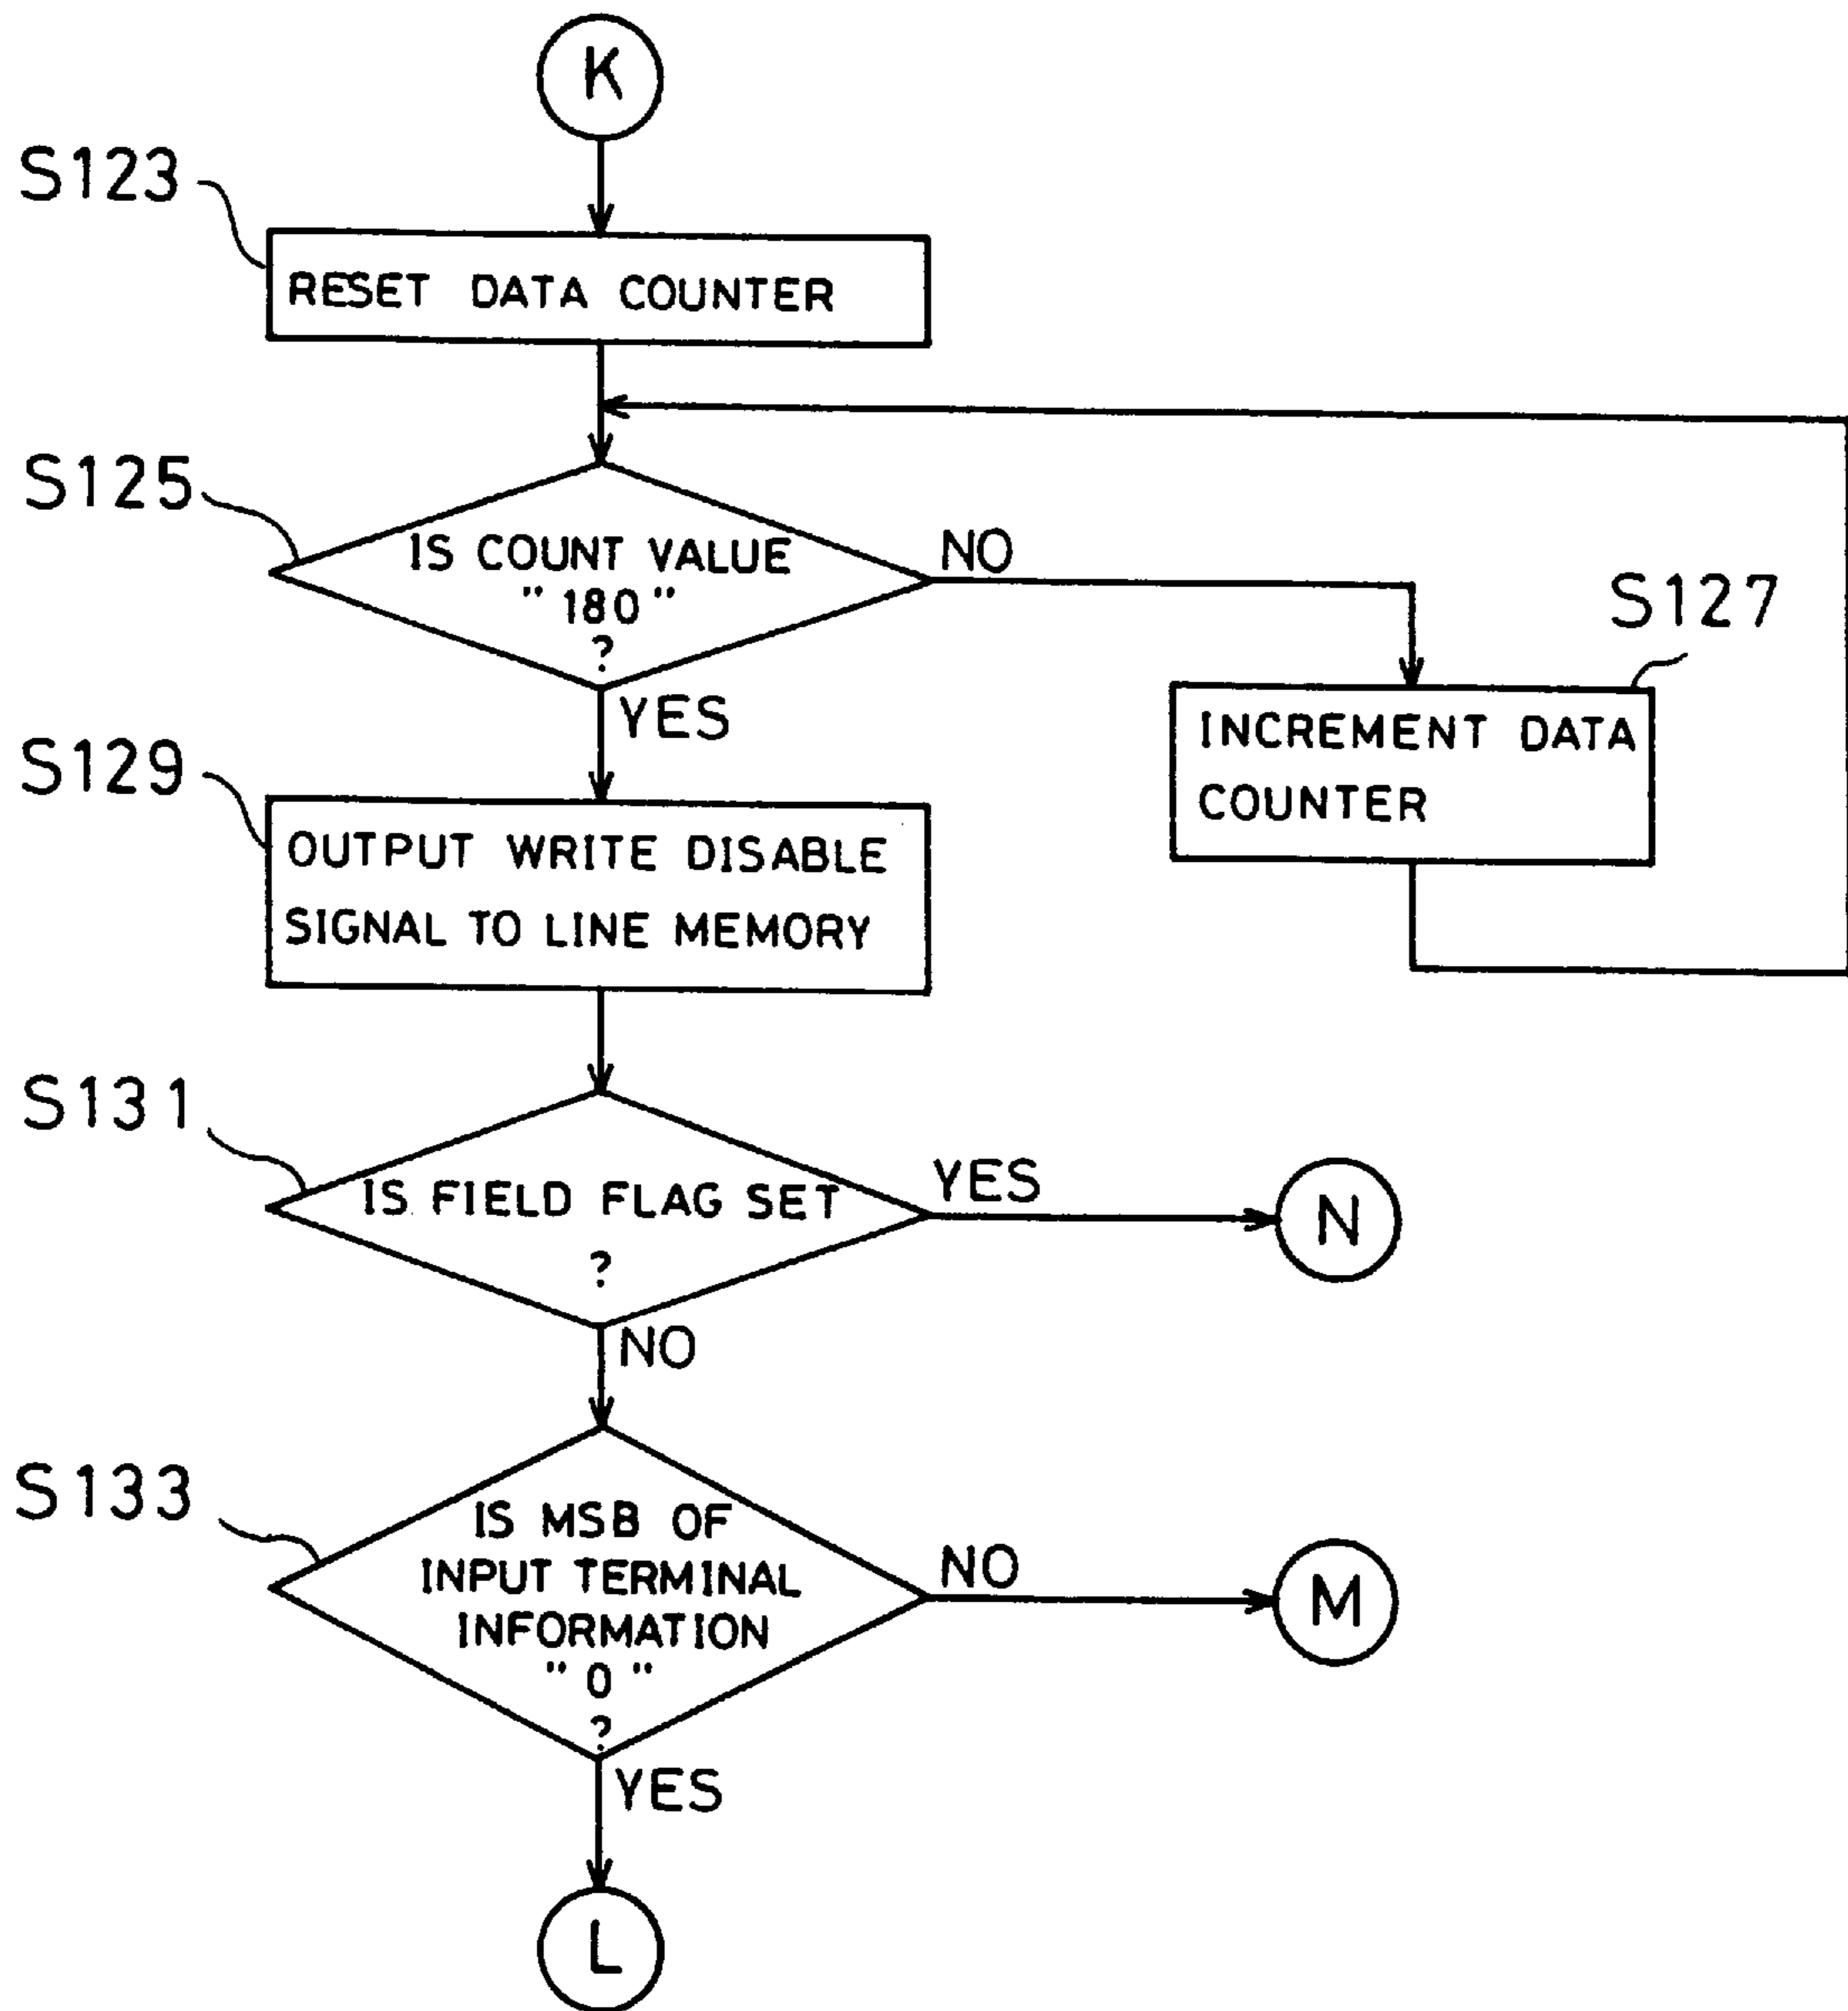 K
S123
RESET DATA COUNTER
S125
IS COUNT VALUE
"180"
?
NO
YES
S127
INCREMENT DATA
COUNTER
S129
OUTPUT WRITE DISABLE
SIGNAL TO LINE MEMORY
S131
IS FIELD FLAG SET
?
YES
N
NO
S133
IS MSB OF
INPUT TERMINAL
INFORMATION
"0"
?
NO
M
YES
L